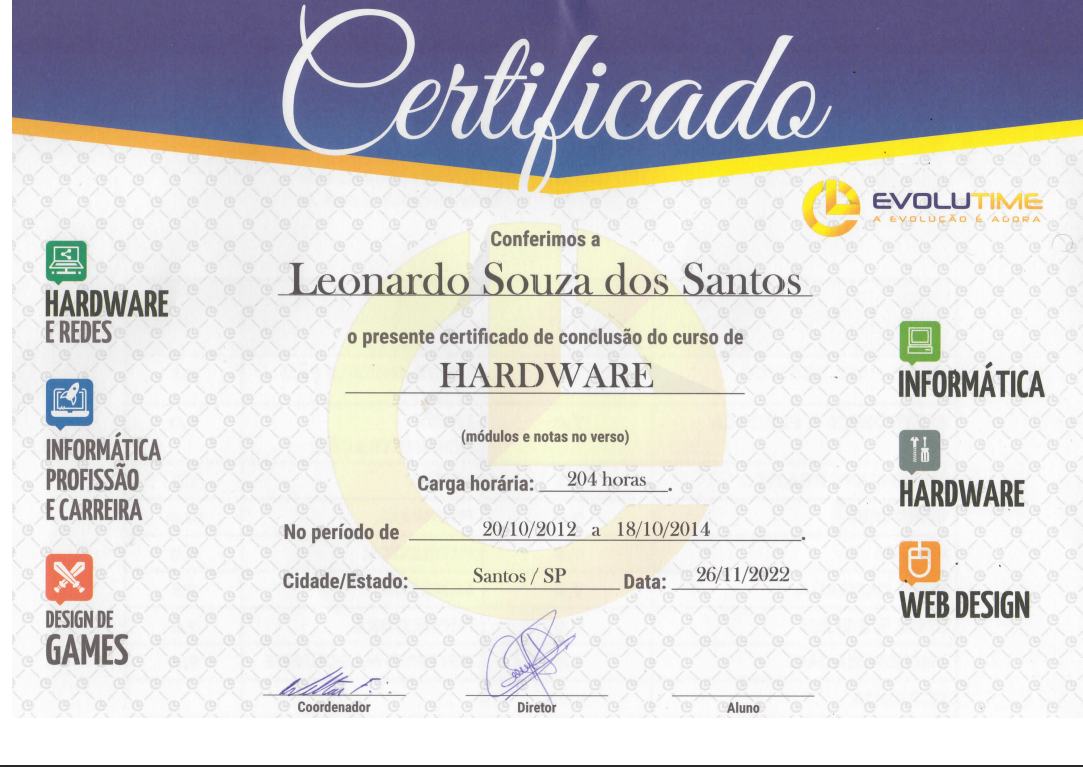 Certificado
EVOLUTIME
A EVOLUÇÃO É AGORA
Conferimos a
Leonardo Souza dos Santos
o presente certificado de conclusão do curso de
HARDWARE
(módulos e notas no verso)
Carga horária: 204 horas.
No período de 20/10/2012 a 18/10/2014.
Cidade/Estado: Santos / SP Data: 26/11/2022
Coordenador Diretor Aluno
HARDWARE
E REDES
INFORMÁTICA
PROFISSÃO
E CARREIRA
DESIGN DE
GAMES
INFORMÁTICA
HARDWARE
WEB DESIGN